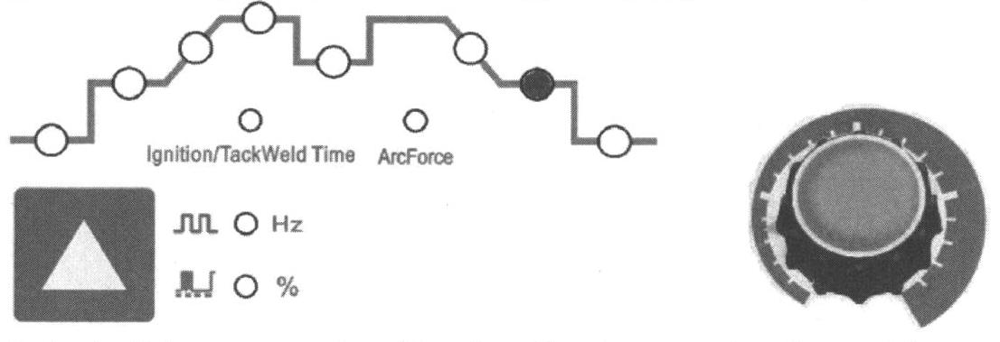 Ignition/TackWeld Time
ArcForce
Hz
%